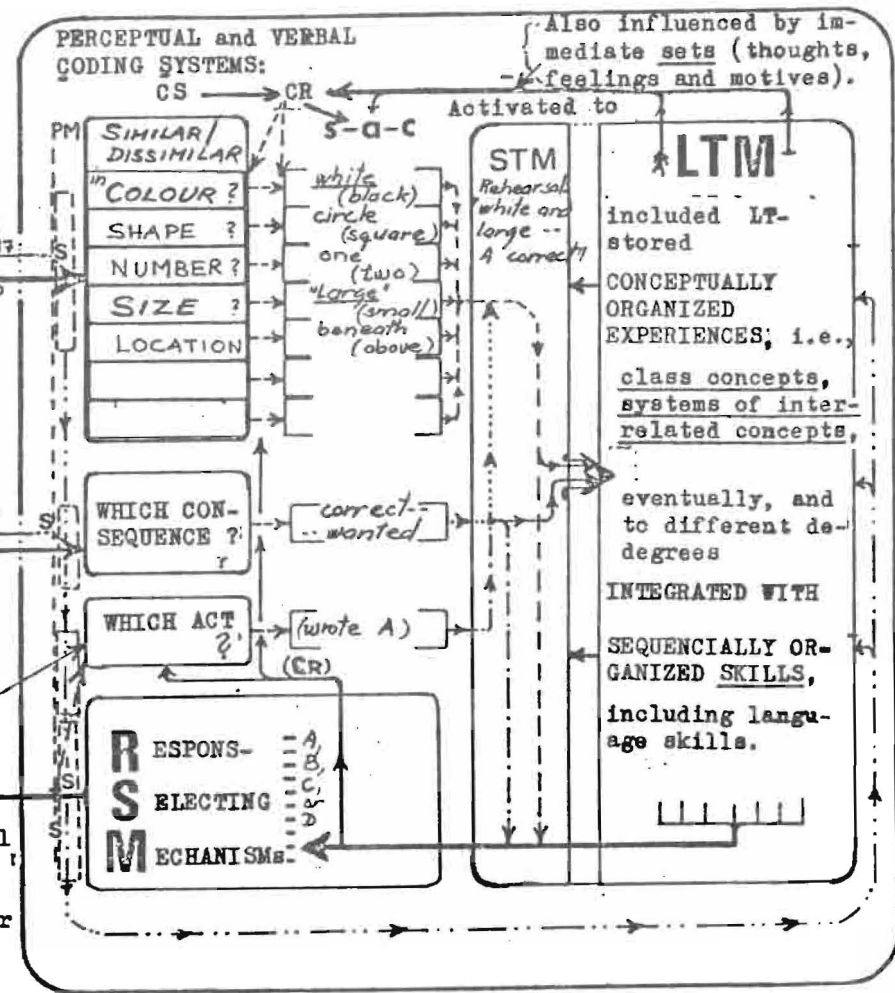 PERCEPTUAL and VERBAL
CODING SYSTEMS:
CS CR
s-a-c
Also influenced by im-
mediate sets (thoughts,
feelings and motives).
Activated to
PM
SIMILAR/
DISSIMILAR
in COLOUR ?
SHAPE ?
NUMBER ?
SIZE ?
LOCATION
white
(black)
circle
(square)
one
(two)
"Large"
(small)
beneath
(above)
S
WHICH CON-
SEQUENCE ?
correct--
-- wanted
S
WHICH ACT
?
(wrote A)
(CR)
RESPONS-
SELECTING
MECHANISMs
A,
B,
C,
or
D
S
S
STM
Rehearsal
"white and
large --
A correct"
LTM
included LT-
stored
CONCEPTUALLY
ORGANIZED
EXPERIENCES, i.e.,
class concepts,
systems of inter-
related concepts,
eventually, and
to different de-
degrees
INTEGRATED WITH
SEQUENCIALLY OR-
GANIZED SKILLS,
including langu-
age skills.